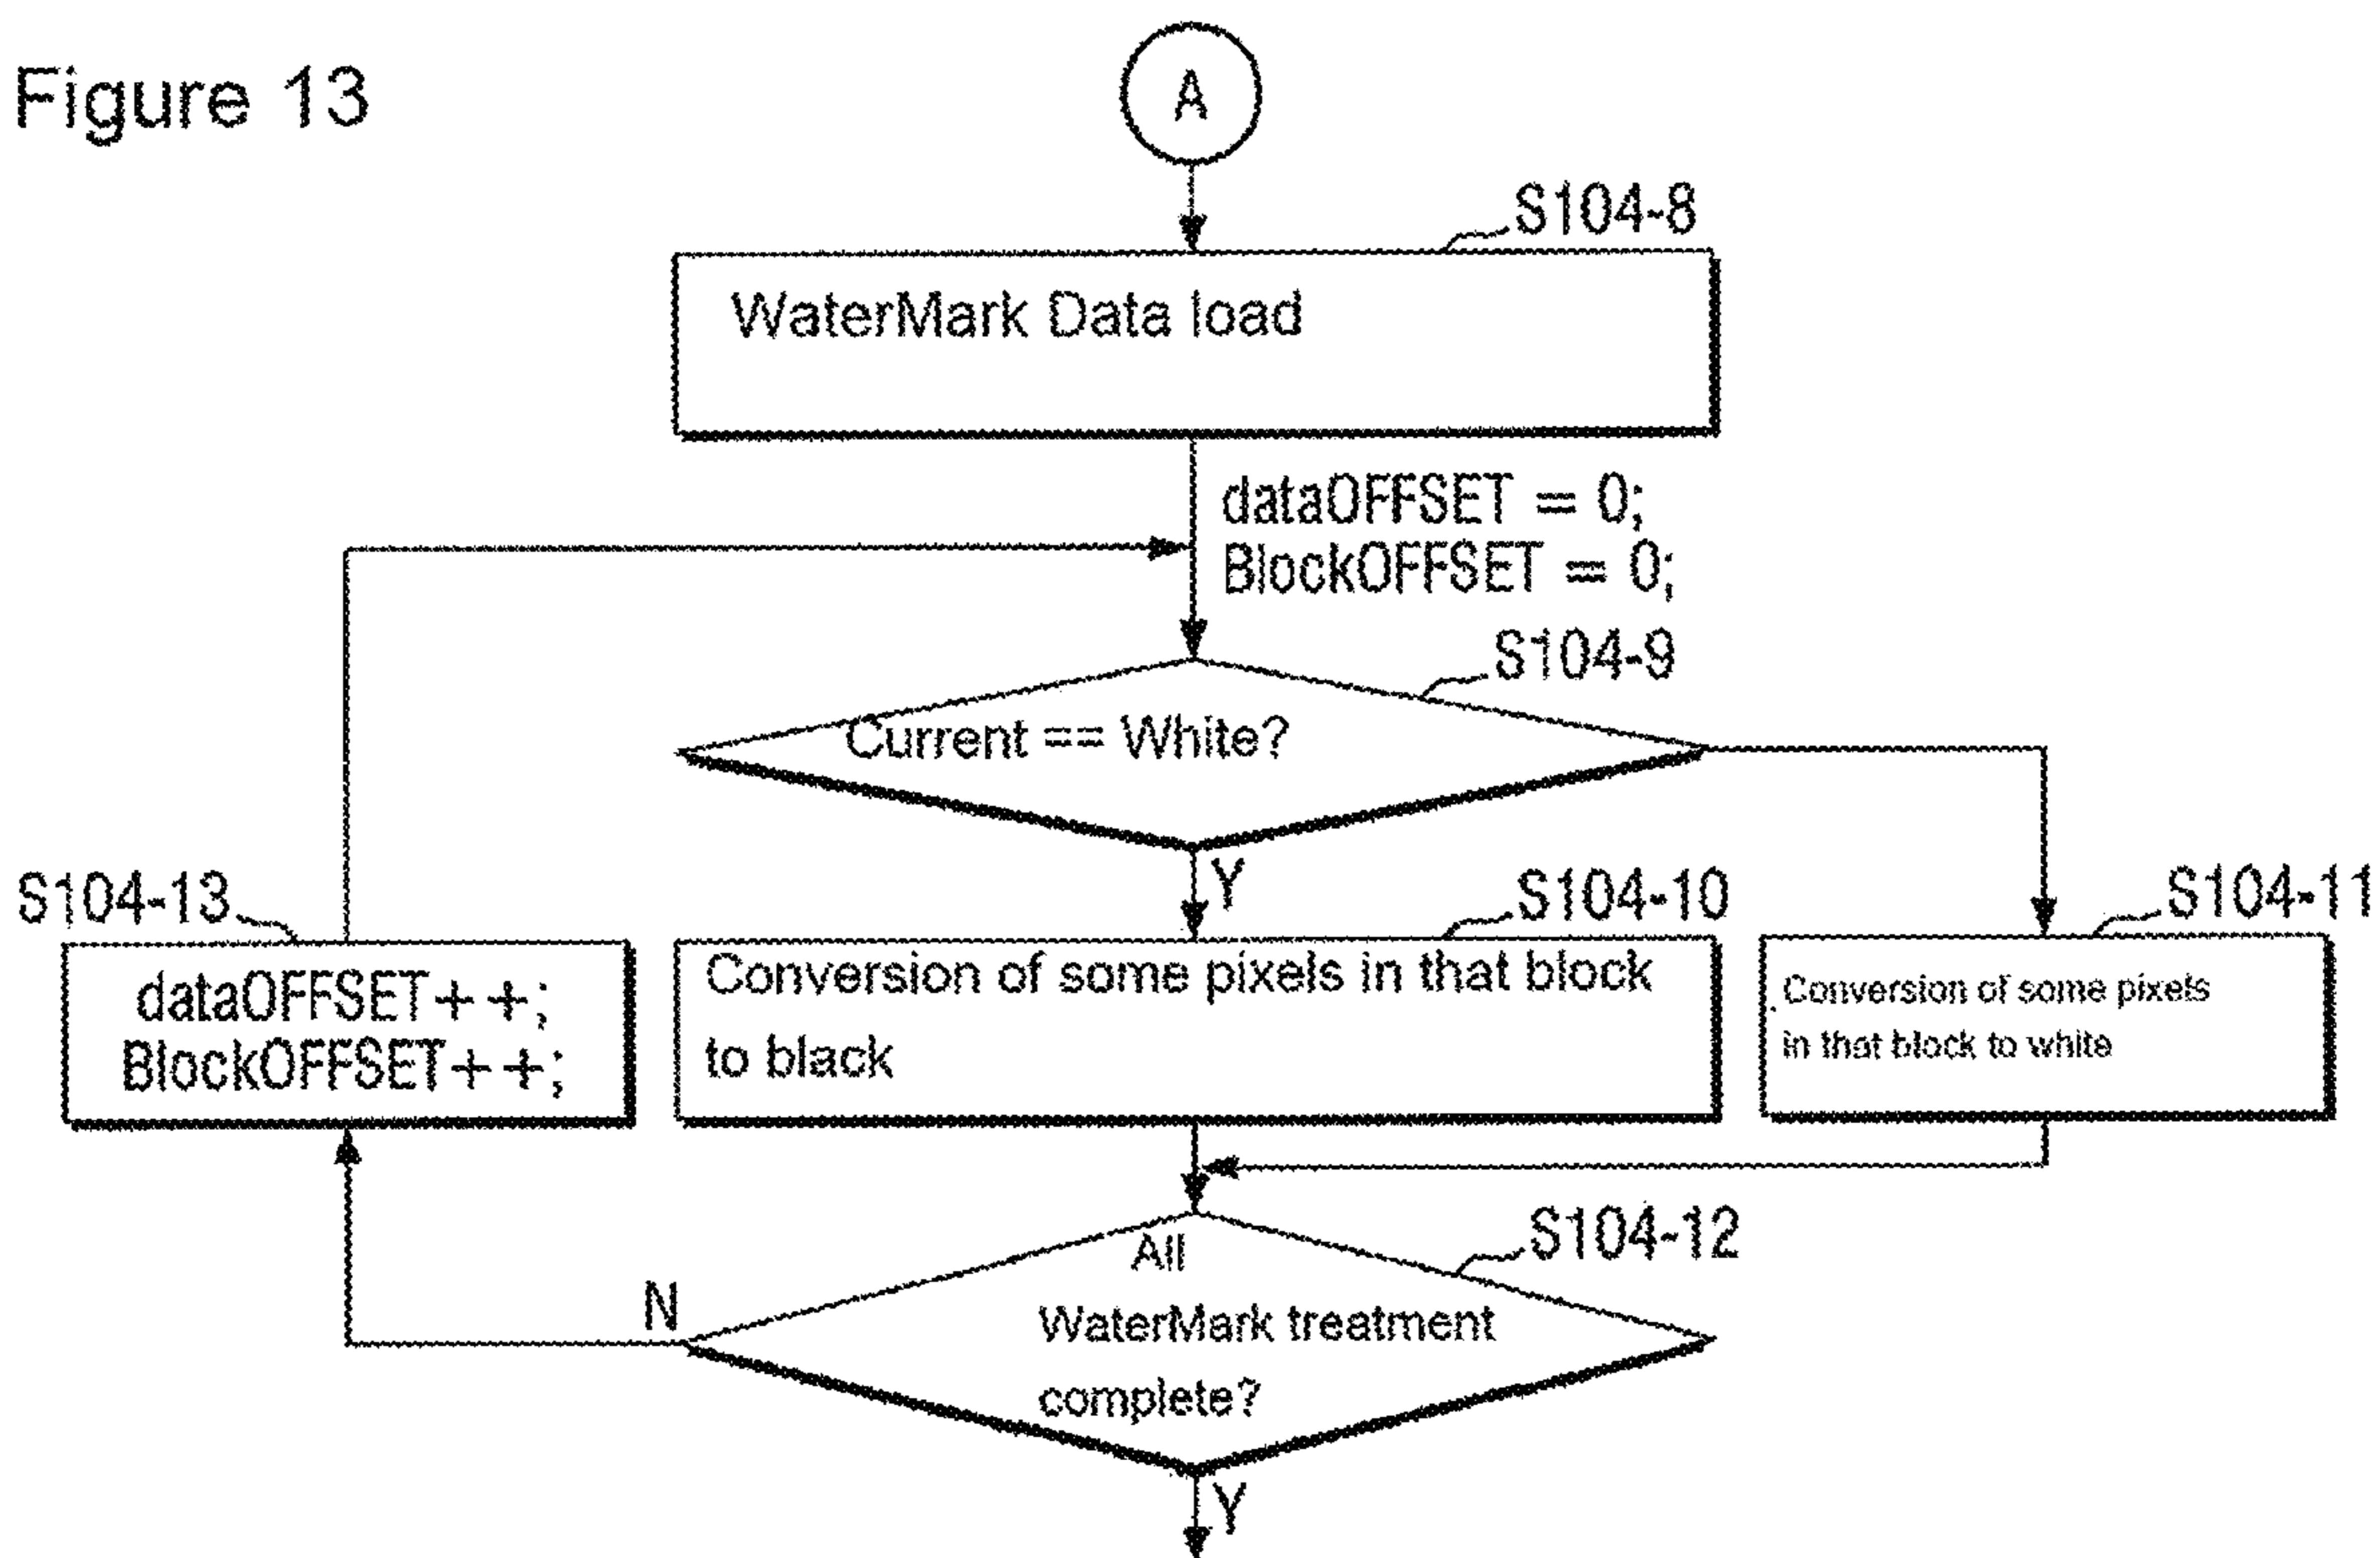 Figure 13
A
S104-8
WaterMark Data load
dataOFFSET = 0;
BlockOFFSET = 0;
S104-9
Current == White?
Y
S104-13
S104-10
S104-11
dataOFFSET++;
BlockOFFSET++;
Conversion of some pixels in that block
to black
Conversion of some pixels
in that block to white
S104-12
All
N
WaterMark treatment
complete?
Y